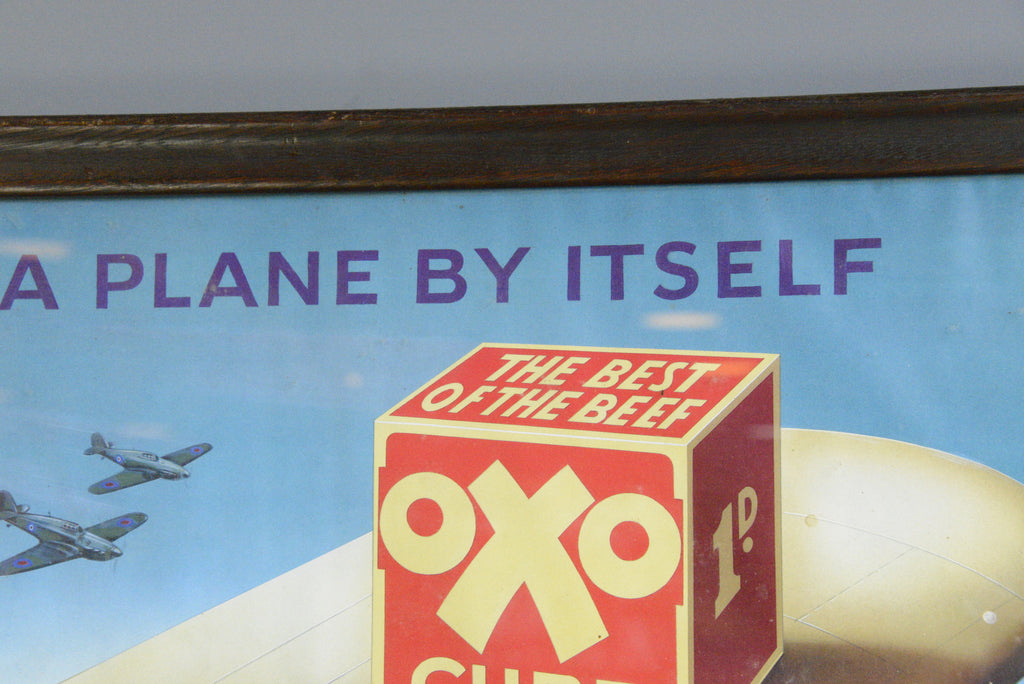 A PLANE BY ITSELF
THE BEST
OF THE BEEF
OXO
1D.